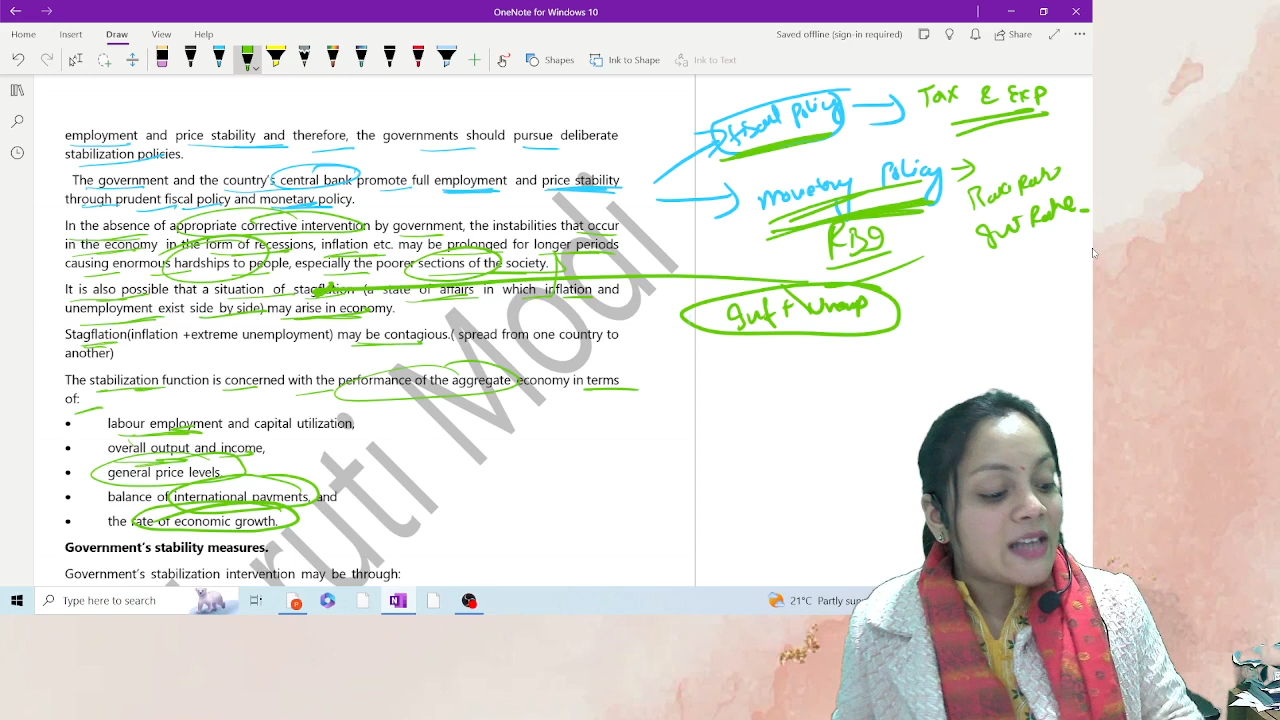 OneNote for Windows 10
Home Insert Draw View Help
Saved offline (sign-in required)
Share
Shapes
Ink to Shape
Ink to Text
employment and price stability and therefore, the governments should pursue deliberate
stabilization policies.
The government and the country's central bank promote full employment and price stability
through prudent fiscal policy and monetary policy.
In the absence of appropriate corrective intervention by government, the instabilities that occur
in the economy in the form of recessions, inflation etc. may be prolonged for longer periods
causing enormous hardships to people, especially the poorer sections of the society.
It is also possible that a situation of stagflation (a state of affairs in which inflation and
unemployment exist side by side) may arise in economy.
Stagflation(inflation +extreme unemployment) may be contagious.( spread from one country to
another)
The stabilization function is concerned with the performance of the aggregate economy in terms
of:
• labour employment and capital utilization,
• overall output and income,
• general price levels,
• balance of international payments, and
• the rate of economic growth.
Government's stability measures.
Government's stabilization intervention may be through:
fiscal policy
Tax & Exp
monetary policy
ruti Modi
Type here to search
21°C Partly su